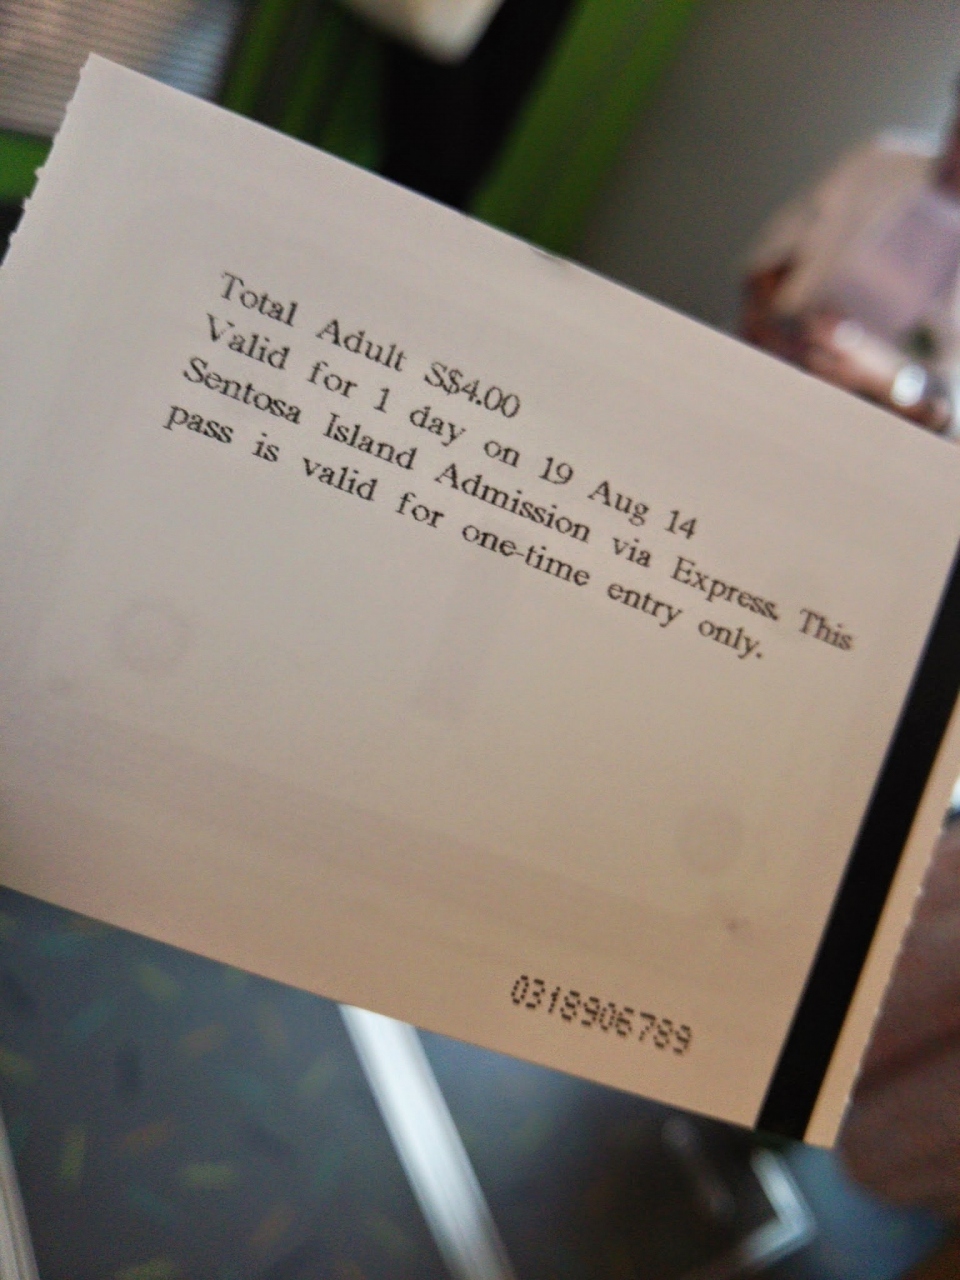 Total Adult S$4.00
Valid for 1 day on 19 Aug 14
Sentosa Island Admission via Express. This
pass is valid for one-time entry only.
0318906789